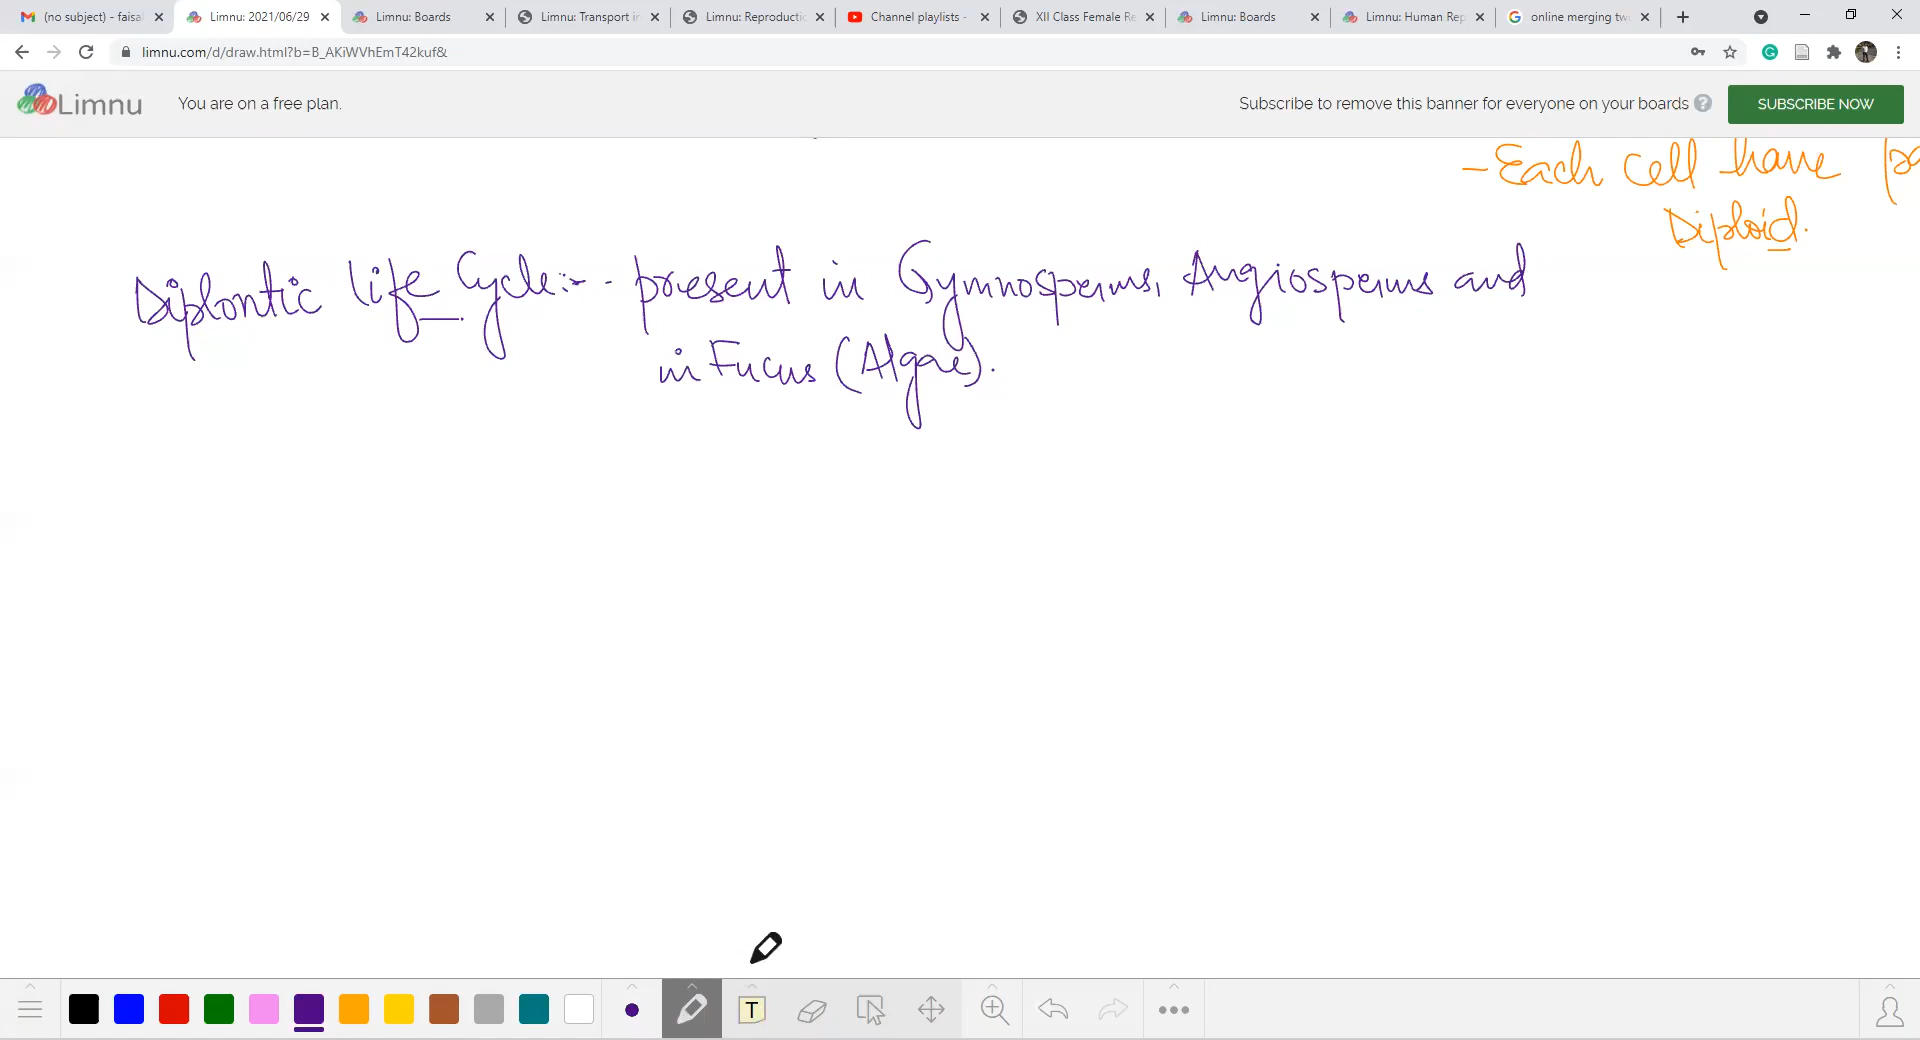 (no subject) - faisal
Limnu: 2021/06/29
Limnu: Boards
Limnu: Transport in
Limnu: Reproductic
Channel playlists -
XII Class Female Re
Limnu: Boards
Limnu: Human Rep
online merging tw
limnu.com/d/draw.html?b=B_AKiWVhEmT42kuf&
Limnu
You are on a free plan.
Subscribe to remove this banner for everyone on your boards ?
SUBSCRIBE NOW
- Each cell have
Diploid.
Diplontic life Cycle:- - present in Gymnosperms, Angiosperms and
in Fucus (Algae).
T